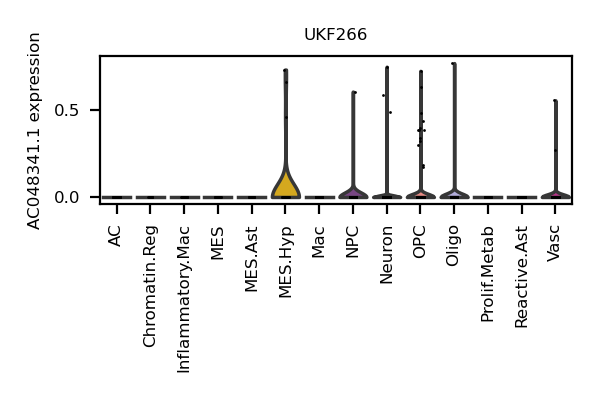 UKF266
AC048341.1 expression
0.5
0.0
AC
Chromatin.Reg
Inflammatory.Mac
MES
MES.Ast
MES.Hyp
Mac
NPC
Neuron
OPC
Oligo
Prolif.Metab
Reactive.Ast
Vasc